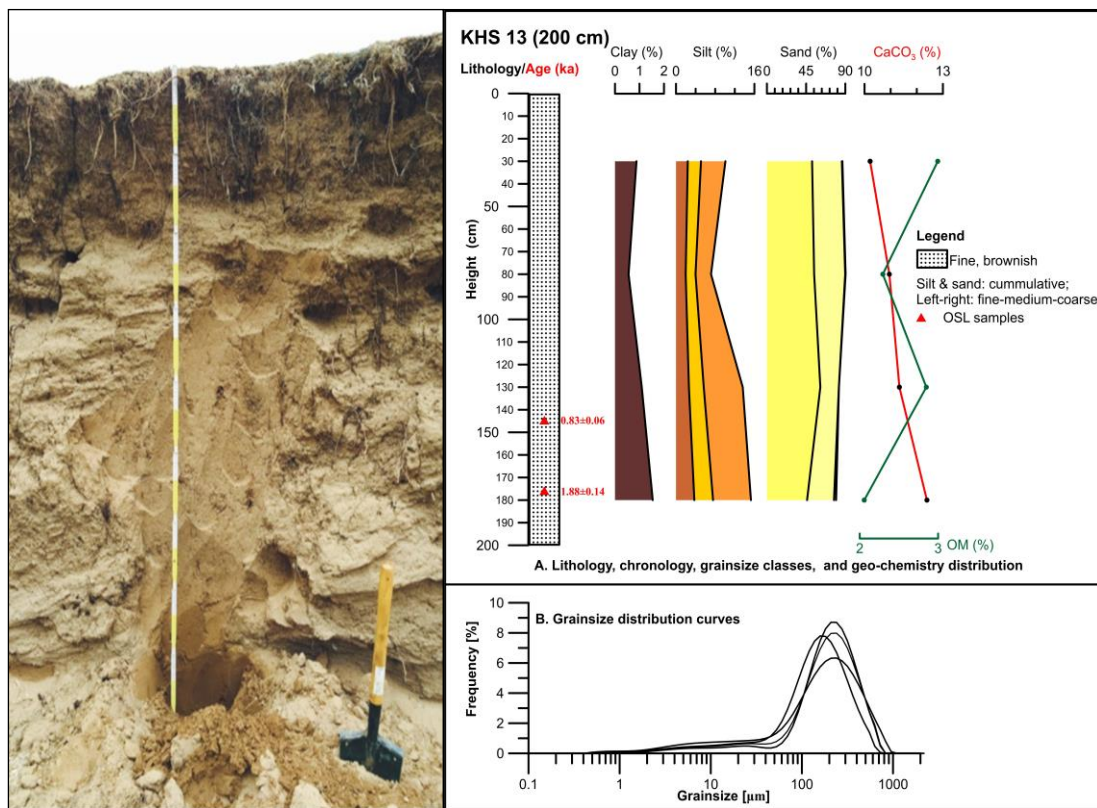 KHS 13 (200 cm)
Lithology/Age (ka)
Clay (%) Silt (%) Sand (%) CaCO₃ (%)
0 1 2 0 16 0 45 90 10 13
Height (cm)
0
10
20
30
40
50
60
70
80
90
100
110
120
130
140
150
160
170
180
190
200
0.83±0.06
1.88±0.14
Legend
Fine, brownish
Silt & sand: cummulative;
Left-right: fine-medium-coarse
OSL samples
2 3 OM (%)
A. Lithology, chronology, grainsize classes, and geo-chemistry distribution
B. Grainsize distribution curves
Frequency [%]
10
8
6
4
2
0
0.1 1 10 100 1000
Grainsize [µm]